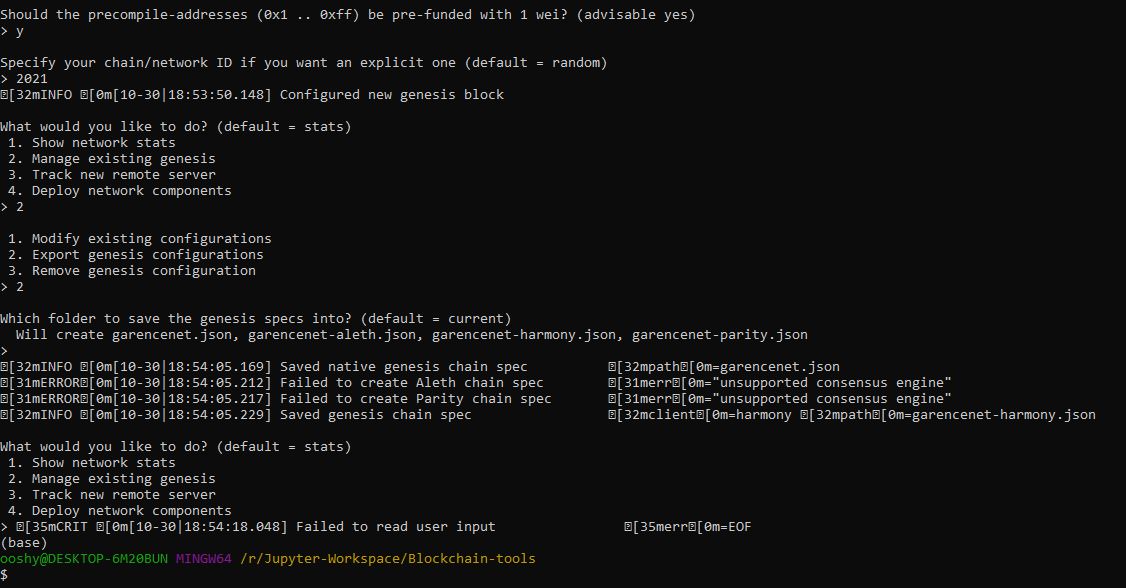 Should the precompile-addresses (0x1 .. 0xff) be pre-funded with 1 wei? (advisable yes)
> y
Specify your chain/network ID if you want an explicit one (default = random)
> 2021
[32mINFO [0m[10-30|18:53:50.148] Configured new genesis block
What would you like to do? (default = stats)
1. Show network stats
2. Manage existing genesis
3. Track new remote server
4. Deploy network components
> 2
1. Modify existing configurations
2. Export genesis configurations
3. Remove genesis configuration
> 2
Which folder to save the genesis specs into? (default = current)
Will create garencenet.json, garencenet-aleth.json, garencenet-harmony.json, garencenet-parity.json
>
[32mINFO [0m[10-30|18:54:05.169] Saved native genesis chain spec [32mpath[0m=garencenet.json
[31mERROR[0m[10-30|18:54:05.212] Failed to create Aleth chain spec [31merr[0m="unsupported consensus engine"
[31mERROR[0m[10-30|18:54:05.217] Failed to create Parity chain spec [31merr[0m="unsupported consensus engine"
[32mINFO [0m[10-30|18:54:05.229] Saved genesis chain spec [32mclient[0m=harmony [32mpath[0m=garencenet-harmony.json
What would you like to do? (default = stats)
1. Show network stats
2. Manage existing genesis
3. Track new remote server
4. Deploy network components
> [35mCRIT [0m[10-30|18:54:18.048] Failed to read user input [35merr[0m=EOF
(base)
ooshy@DESKTOP-6M20BUN MINGW64 /r/Jupyter-Workspace/Blockchain-tools
$